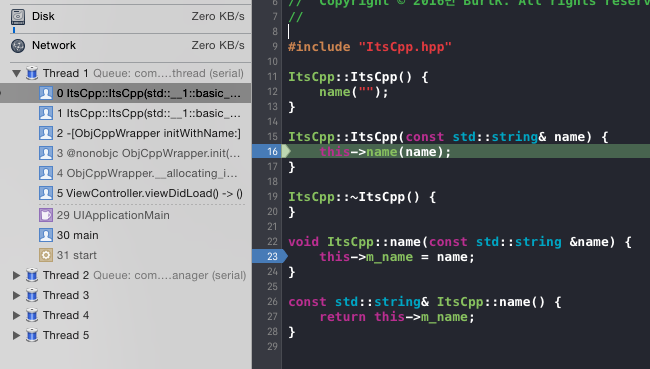 Disk Zero KB/s
Network Zero KB/s
Thread 1 Queue: com....thread (serial)
0 ItsCpp::ItsCpp(std::__1::basic_...
1 ItsCpp::ItsCpp(std::__1::basic_...
2 -[ObjCppWrapper initWithName:]
3 @nonobjc ObjCppWrapper.init(...
4 ObjCppWrapper.__allocating_i...
5 ViewController.viewDidLoad() -> ()
29 UIApplicationMain
30 main
31 start
Thread 2 Queue: com....anager (serial)
Thread 3
Thread 4
Thread 5
6 // Copyright © 2016년 BurtK. All rights reserv
7 //
8
9 #include "ItsCpp.hpp"
10
11 ItsCpp::ItsCpp() {
12 name("");
13 }
14
15 ItsCpp::ItsCpp(const std::string& name) {
16 this->name(name);
17 }
18
19 ItsCpp::~ItsCpp() {
20 }
21
22 void ItsCpp::name(const std::string &name) {
23 this->m_name = name;
24 }
25
26 const std::string& ItsCpp::name() {
27 return this->m_name;
28 }
29